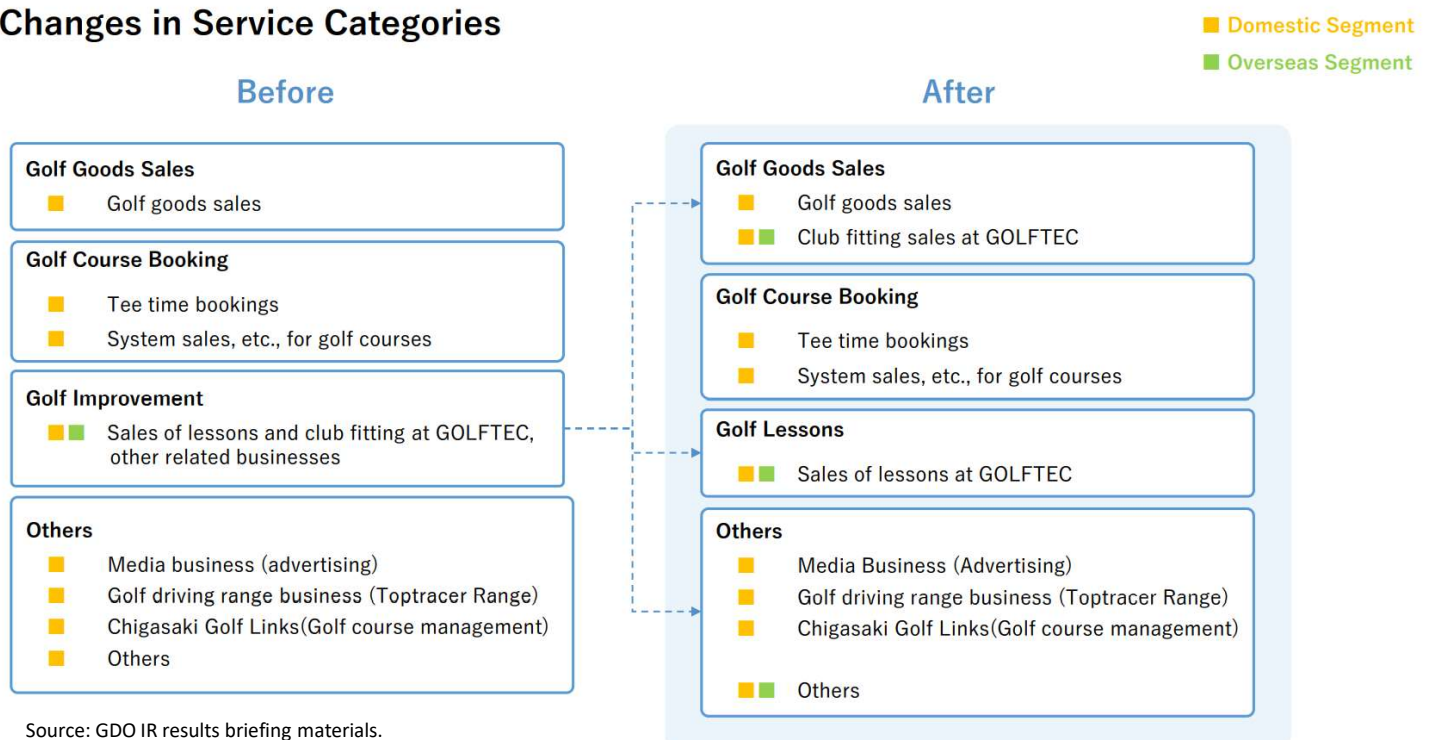 Changes in Service Categories
Domestic Segment
Overseas Segment
Before
Golf Goods Sales
Golf goods sales
Golf Course Booking
Tee time bookings
System sales, etc., for golf courses
Golf Improvement
Sales of lessons and club fitting at GOLFTEC,
other related businesses
Others
Media business (advertising)
Golf driving range business (Toptracer Range)
Chigasaki Golf Links(Golf course management)
Others
After
Golf Goods Sales
Golf goods sales
Club fitting sales at GOLFTEC
Golf Course Booking
Tee time bookings
System sales, etc., for golf courses
Golf Lessons
Sales of lessons at GOLFTEC
Others
Media Business (Advertising)
Golf driving range business (Toptracer Range)
Chigasaki Golf Links(Golf course management)
Others
Source: GDO IR results briefing materials.